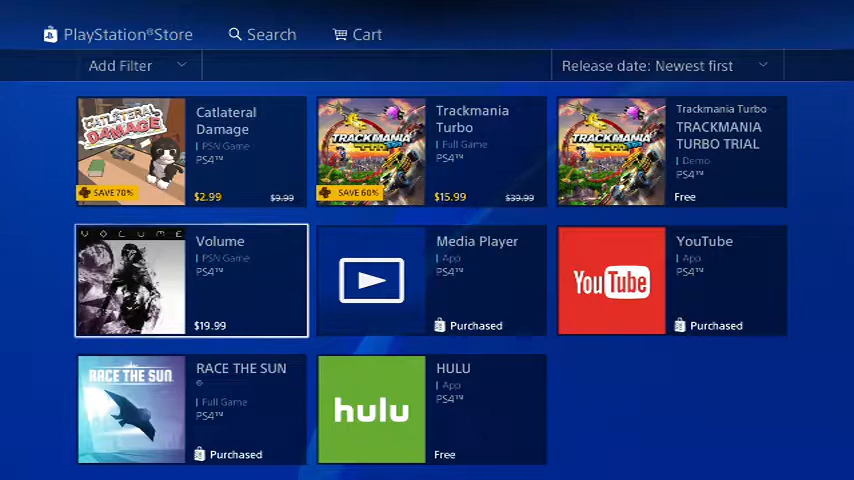 PlayStation®Store
Search
Cart
Add Filter
Release date: Newest first
CATLATERAL
DAMAGE
SAVE 70%
Catlateral
Damage
PSN Game
PS4™
$2.99
$9.99
TRACKMANIA
TURBO
SAVE 60%
Trackmania
Turbo
Full Game
PS4™
$15.99
$39.99
TRACKMANIA
TURBO
Trackmania Turbo
TRACKMANIA
TURBO TRIAL
Demo
PS4™
Free
VOLUME
Volume
PSN Game
PS4™
$19.99
Media Player
App
PS4™
Purchased
YouTube
YouTube
App
PS4™
Purchased
RACE THE SUN
RACE THE SUN
®
Full Game
PS4™
Purchased
hulu
HULU
App
PS4™
Free